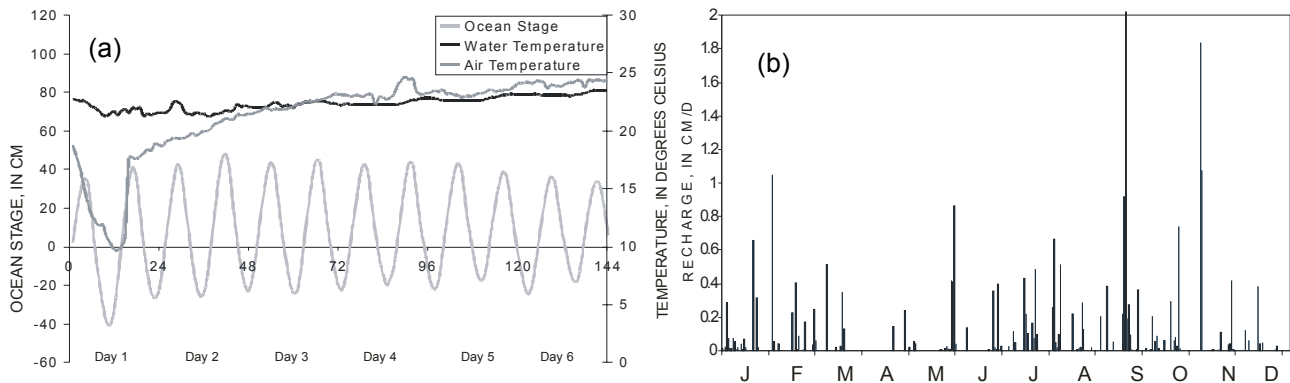 (a)
Ocean Stage
Water Temperature
Air Temperature
OCEAN STAGE, IN CM
120
100
80
60
40
20
0
-20
-40
-60
0
24
48
72
96
120
144
Day 1
Day 2
Day 3
Day 4
Day 5
Day 6
30
25
20
15
10
5
0
TEMPERATURE, IN DEGREES CELSIUS
(b)
RECHARGE, IN CM/D
2
1.8
1.6
1.4
1.2
1
0.8
0.6
0.4
0.2
0
J F M A M J J A S O N D